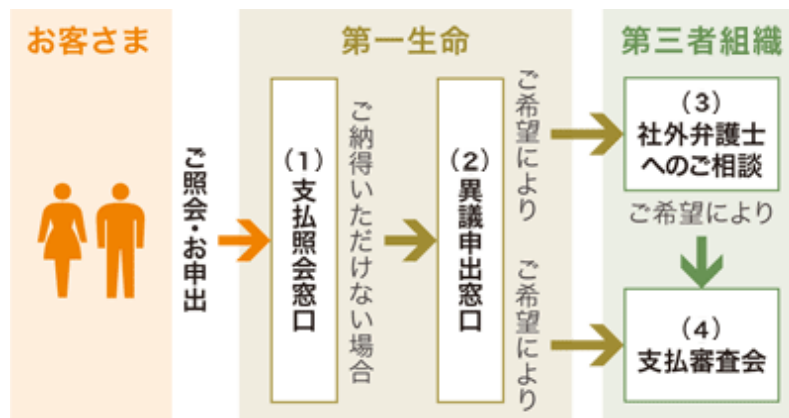 お客さま
第一生命
第三者組織
ご照会・お申出
(1)支払照会窓口
ご納得いただけない場合
(2)異議申出窓口
ご希望により
ご希望により
(3)
社外弁護士
へのご相談
ご希望により
(4)
支払審査会